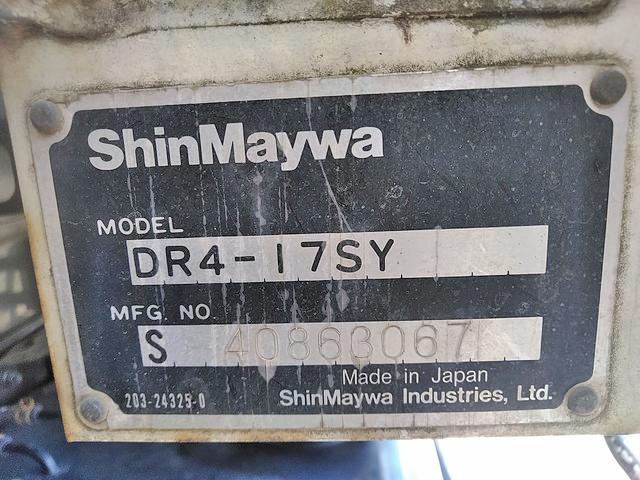 ShinMaywa
MODEL
DR4-17SY
MFG. NO.
S 40863067
Made in Japan
203-24325-0 ShinMaywa Industries, Ltd.